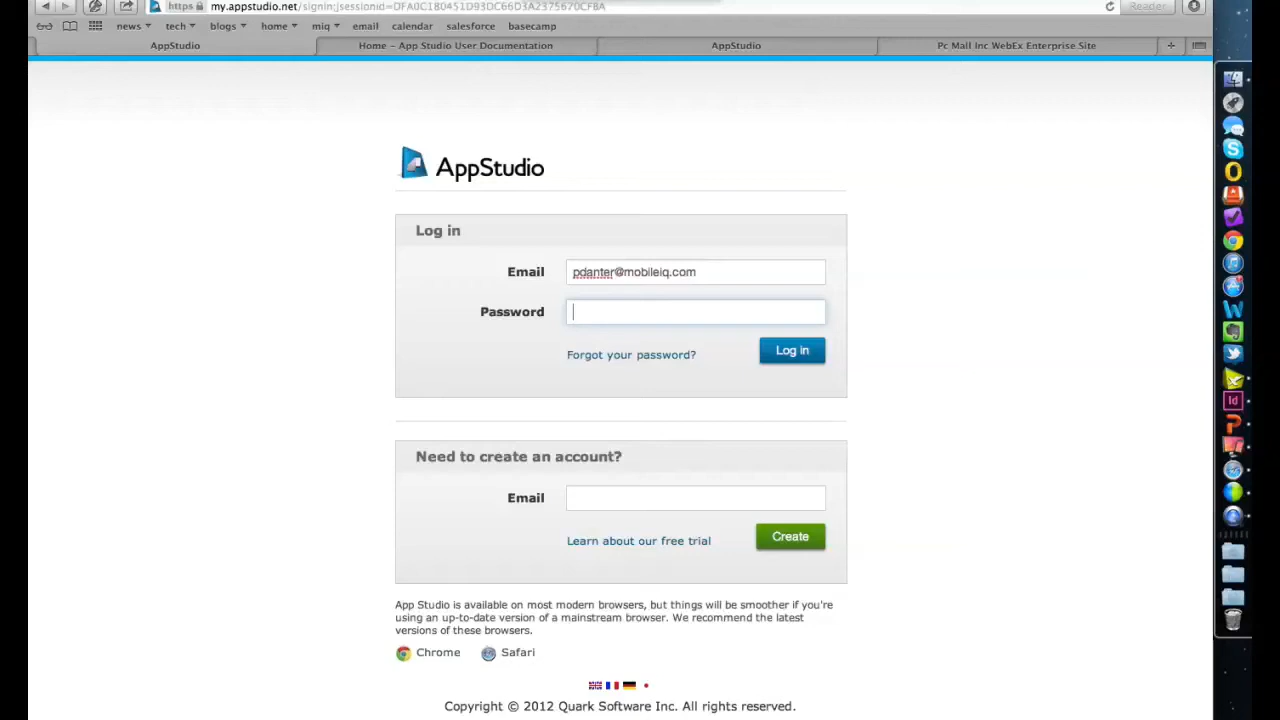 https my.appstudio.net/signin;jsessionid=DFA0C180451D93DC66D3A2375670CF8A Reader
news tech blogs home miq email calendar salesforce basecamp
AppStudio Home – App Studio User Documentation AppStudio Pc Mall Inc WebEx Enterprise Site +
AppStudio
Log in
Email pdanter@mobileiq.com
Password
Forgot your password? Log in
Need to create an account?
Email
Learn about our free trial Create
App Studio is available on most modern browsers, but things will be smoother if you're
using an up-to-date version of a mainstream browser. We recommend the latest
versions of these browsers.
Chrome Safari
Copyright © 2012 Quark Software Inc. All rights reserved.
Id